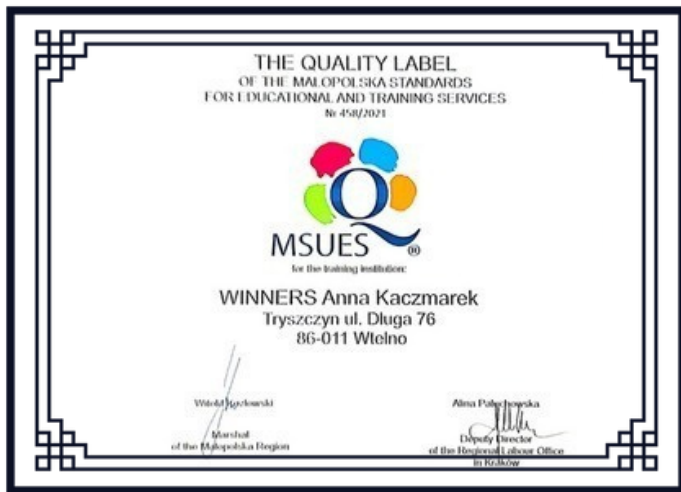 THE QUALITY LABEL
OF THE MALOPOLSKA STANDARDS
FOR EDUCATIONAL AND TRAINING SERVICES
Nr 458/2021
Q
MSUES ®
for the training institution:
WINNERS Anna Kaczmarek
Tryszczyn ul. Dluga 76
86-011 Wtelno
Witold Kozlowski
Marshal
of the Malopolska Region
Alina Paluchowska
Deputy Director
of the Regional Labour Office
in Kraków